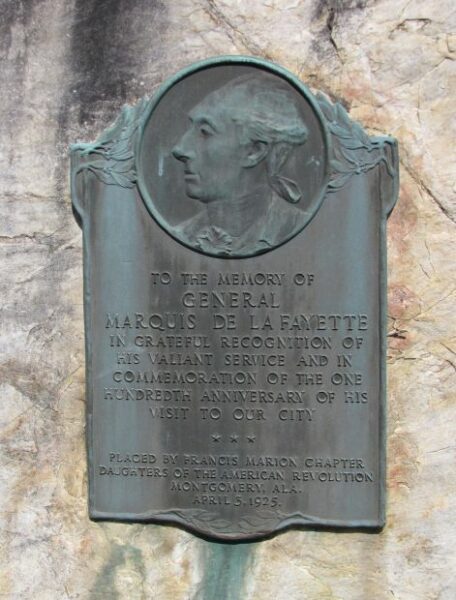 TO THE MEMORY OF
GENERAL
MARQUIS DE LA FAYETTE
IN GRATEFUL RECOGNITION OF
HIS VALIANT SERVICE AND IN
COMMEMORATION OF THE ONE
HUNDREDTH ANNIVERSARY OF HIS
VISIT TO OUR CITY
* * *
PLACED BY FRANCIS MARION CHAPTER
DAUGHTERS OF THE AMERICAN REVOLUTION
MONTGOMERY, ALA.
APRIL 3, 1925.